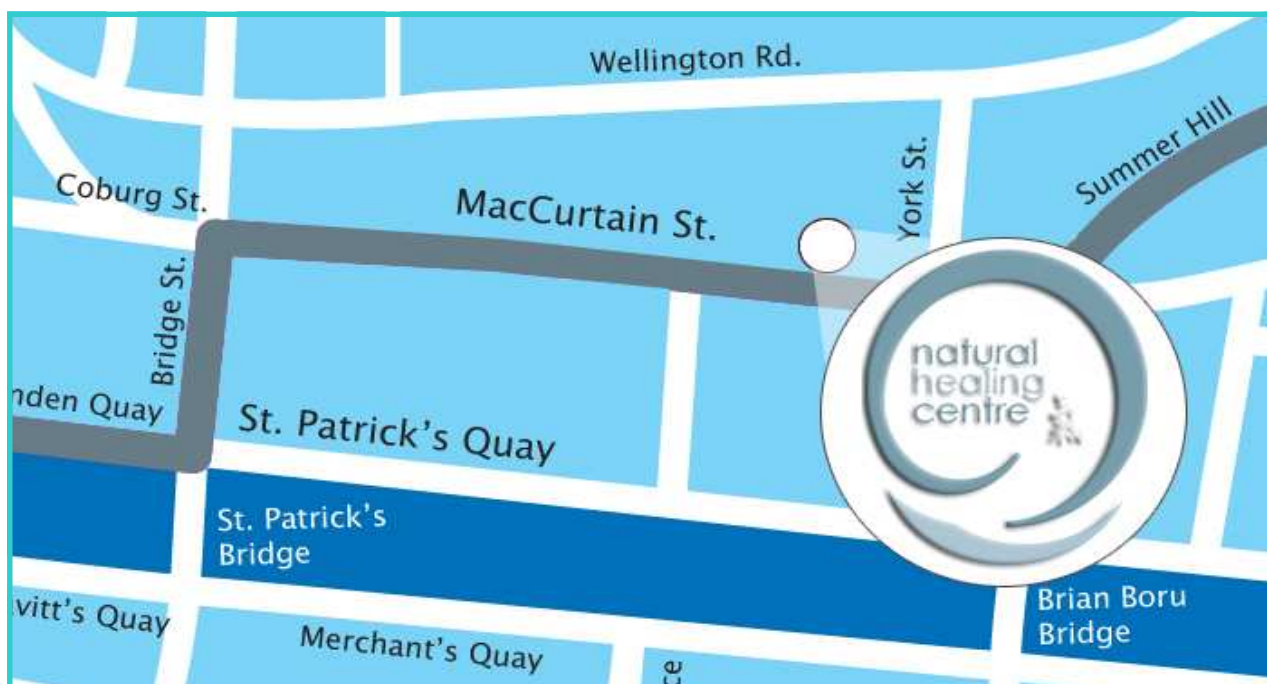 Wellington Rd.
Summer Hill
York St.
Coburg St.
MacCurtain St.
Bridge St.
natural
healing
centre
nden Quay
St. Patrick's Quay
St. Patrick's
Bridge
Brian Boru
Bridge
vitt's Quay
Merchant's Quay
ce